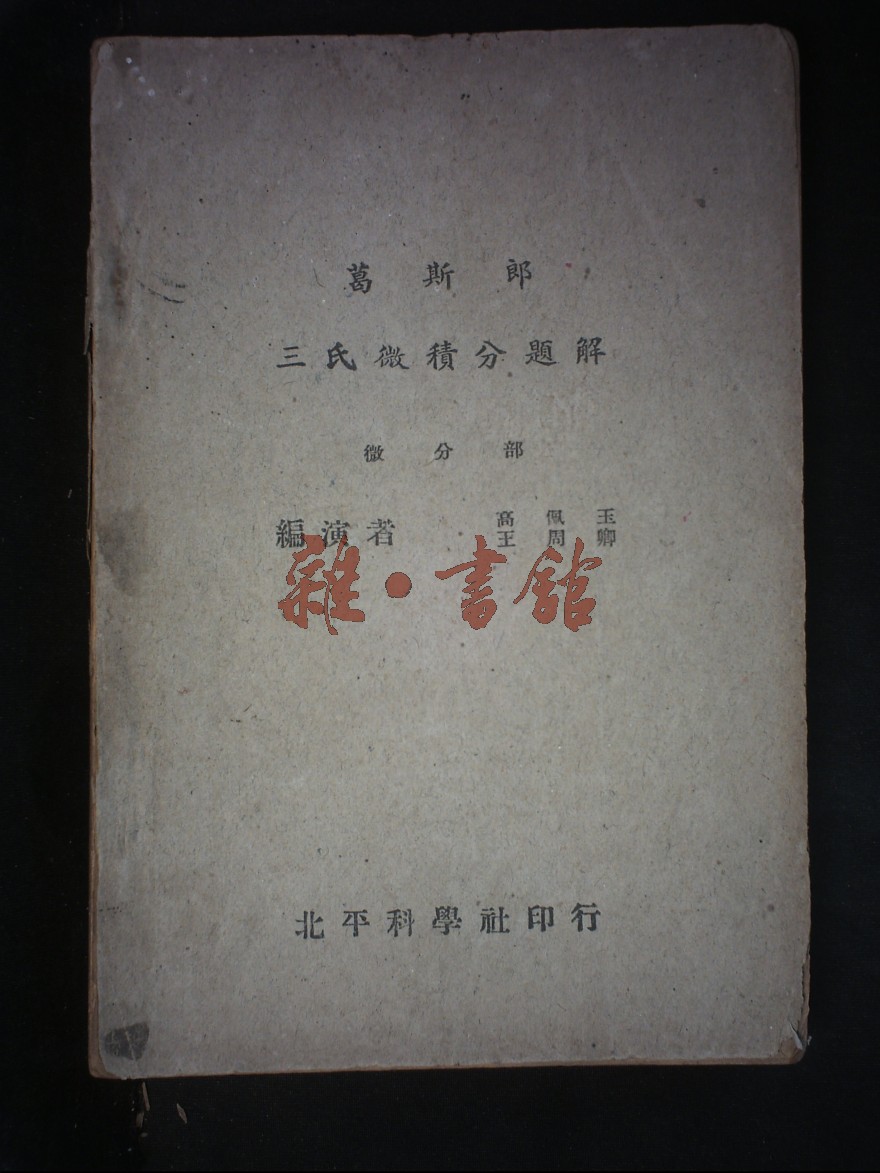 葛斯郎
三氏微積分題解
微分部
編演者 高佩玉
王周卿
雜·書館
北平科學社印行